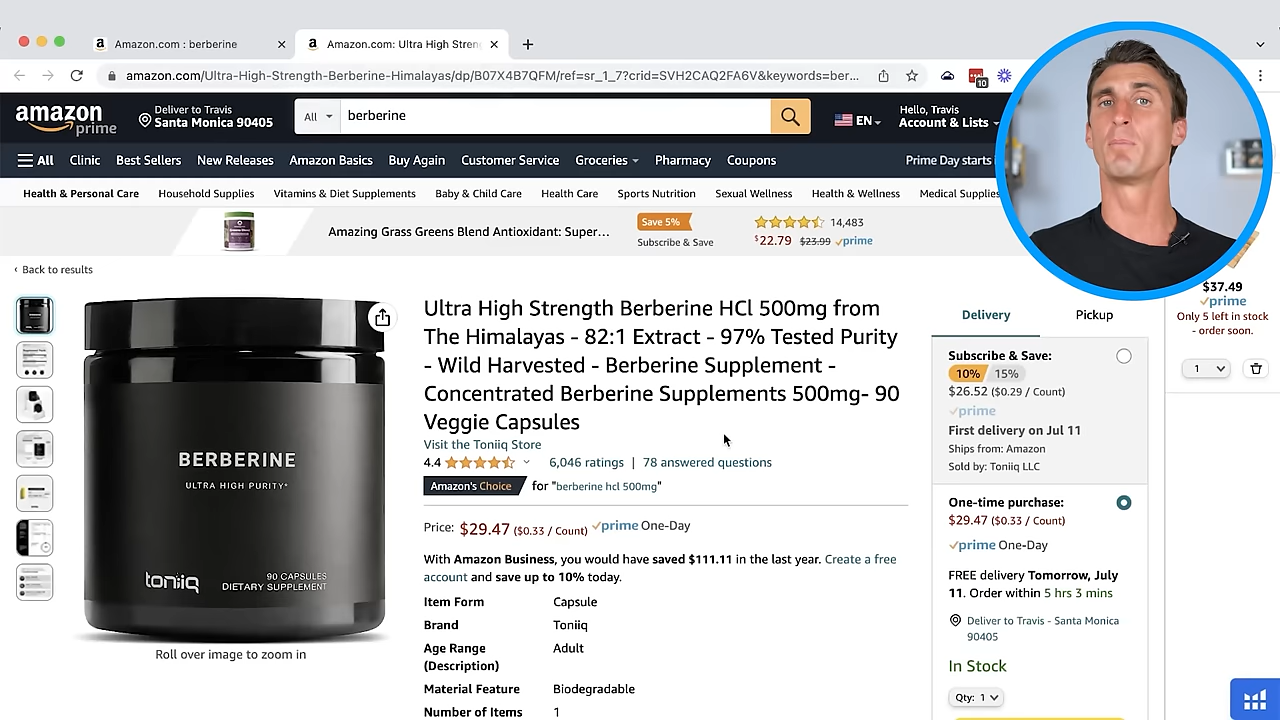 Amazon.com : berberine
Amazon.com: Ultra High Stren
amazon.com/Ultra-High-Strength-Berberine-Himalayas/dp/B07X4B7QFM/ref=sr_1_7?crid=SVH2CAQ2FA6V&keywords=ber...
10
amazon
prime
Deliver to Travis
Santa Monica 90405
All
berberine
EN
Hello, Travis
Account & Lists
All
Clinic
Best Sellers
New Releases
Amazon Basics
Buy Again
Customer Service
Groceries
Pharmacy
Coupons
Prime Day starts
Health & Personal Care
Household Supplies
Vitamins & Diet Supplements
Baby & Child Care
Health Care
Sports Nutrition
Sexual Wellness
Health & Wellness
Medical Supplies
Amazing Grass Greens Blend Antioxidant: Super...
Save 5%
Subscribe & Save
14,483
$22.79 $23.99 prime
‹ Back to results
BERBERINE
ULTRA HIGH PURITY+
toniiq
90 CAPSULES
DIETARY SUPPLEMENT
Roll over image to zoom in
Ultra High Strength Berberine HCl 500mg from
The Himalayas - 82:1 Extract - 97% Tested Purity
- Wild Harvested - Berberine Supplement -
Concentrated Berberine Supplements 500mg- 90
Veggie Capsules
Visit the Toniiq Store
4.4
6,046 ratings | 78 answered questions
Amazon's Choice for "berberine hcl 500mg"
Price: $29.47 ($0.33 / Count) prime One-Day
With Amazon Business, you would have saved $111.11 in the last year. Create a free
account and save up to 10% today.
Item Form Capsule
Brand Toniiq
Age Range Adult
(Description)
Material Feature Biodegradable
Number of Items 1
Delivery
Pickup
Subscribe & Save:
10% 15%
$26.52 ($0.29 / Count)
prime
First delivery on Jul 11
Ships from: Amazon
Sold by: Toniiq LLC
One-time purchase:
$29.47 ($0.33 / Count)
prime One-Day
FREE delivery Tomorrow, July
11. Order within 5 hrs 3 mins
Deliver to Travis - Santa Monica
90405
In Stock
Qty: 1
$37.49
prime
Only 5 left in stock
- order soon.
1